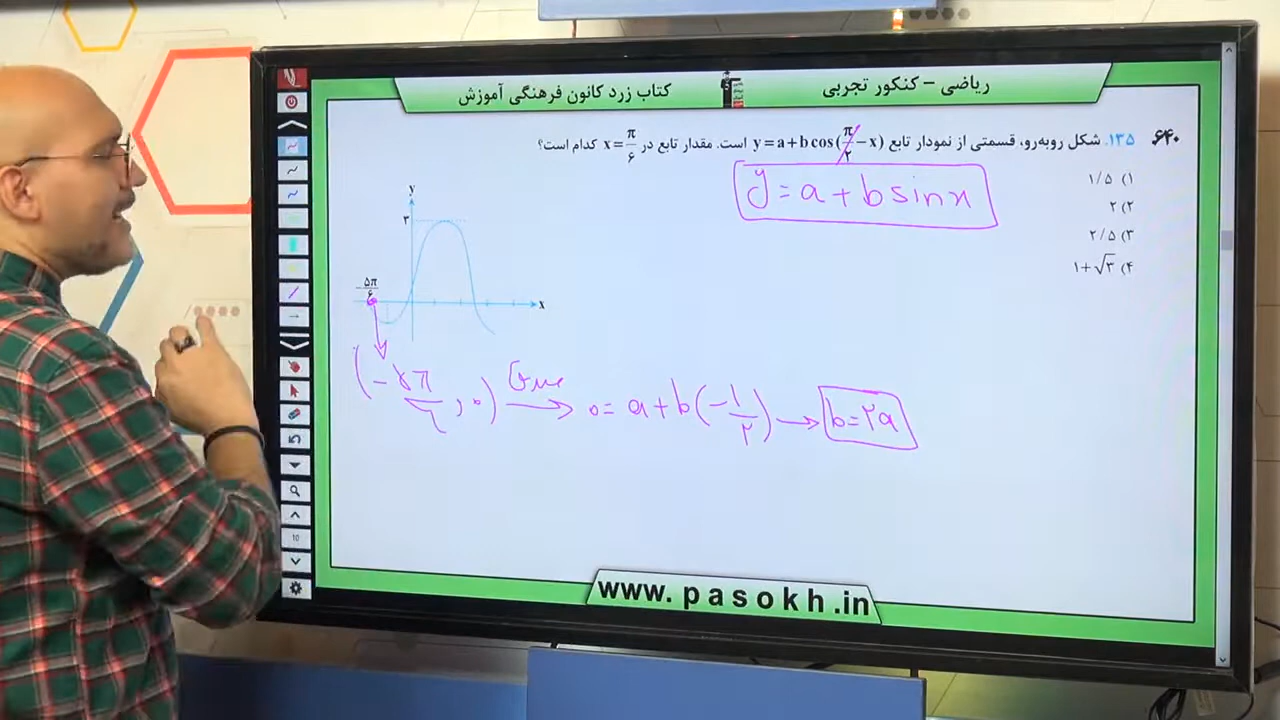 ریاضی – کنکور تجربی
کتاب زرد کانون فرهنگی آموزش
۶۴۰ ۱۳۵. شکل روبه‌رو، قسمتی از نمودار تابع y=a+b cos(π/۲−x) است. مقدار تابع در x=π/۶ کدام است؟
۱) ۱/۵
۲) ۲
۳) ۲/۵
۴) ۱+√۳
y = a + b sin x
y
۳
−۵π/۶
x
(−۵π/۶, ۰) → ۰ = a + b(−۱/۲) → b=۲a
10
www.pasokh.in